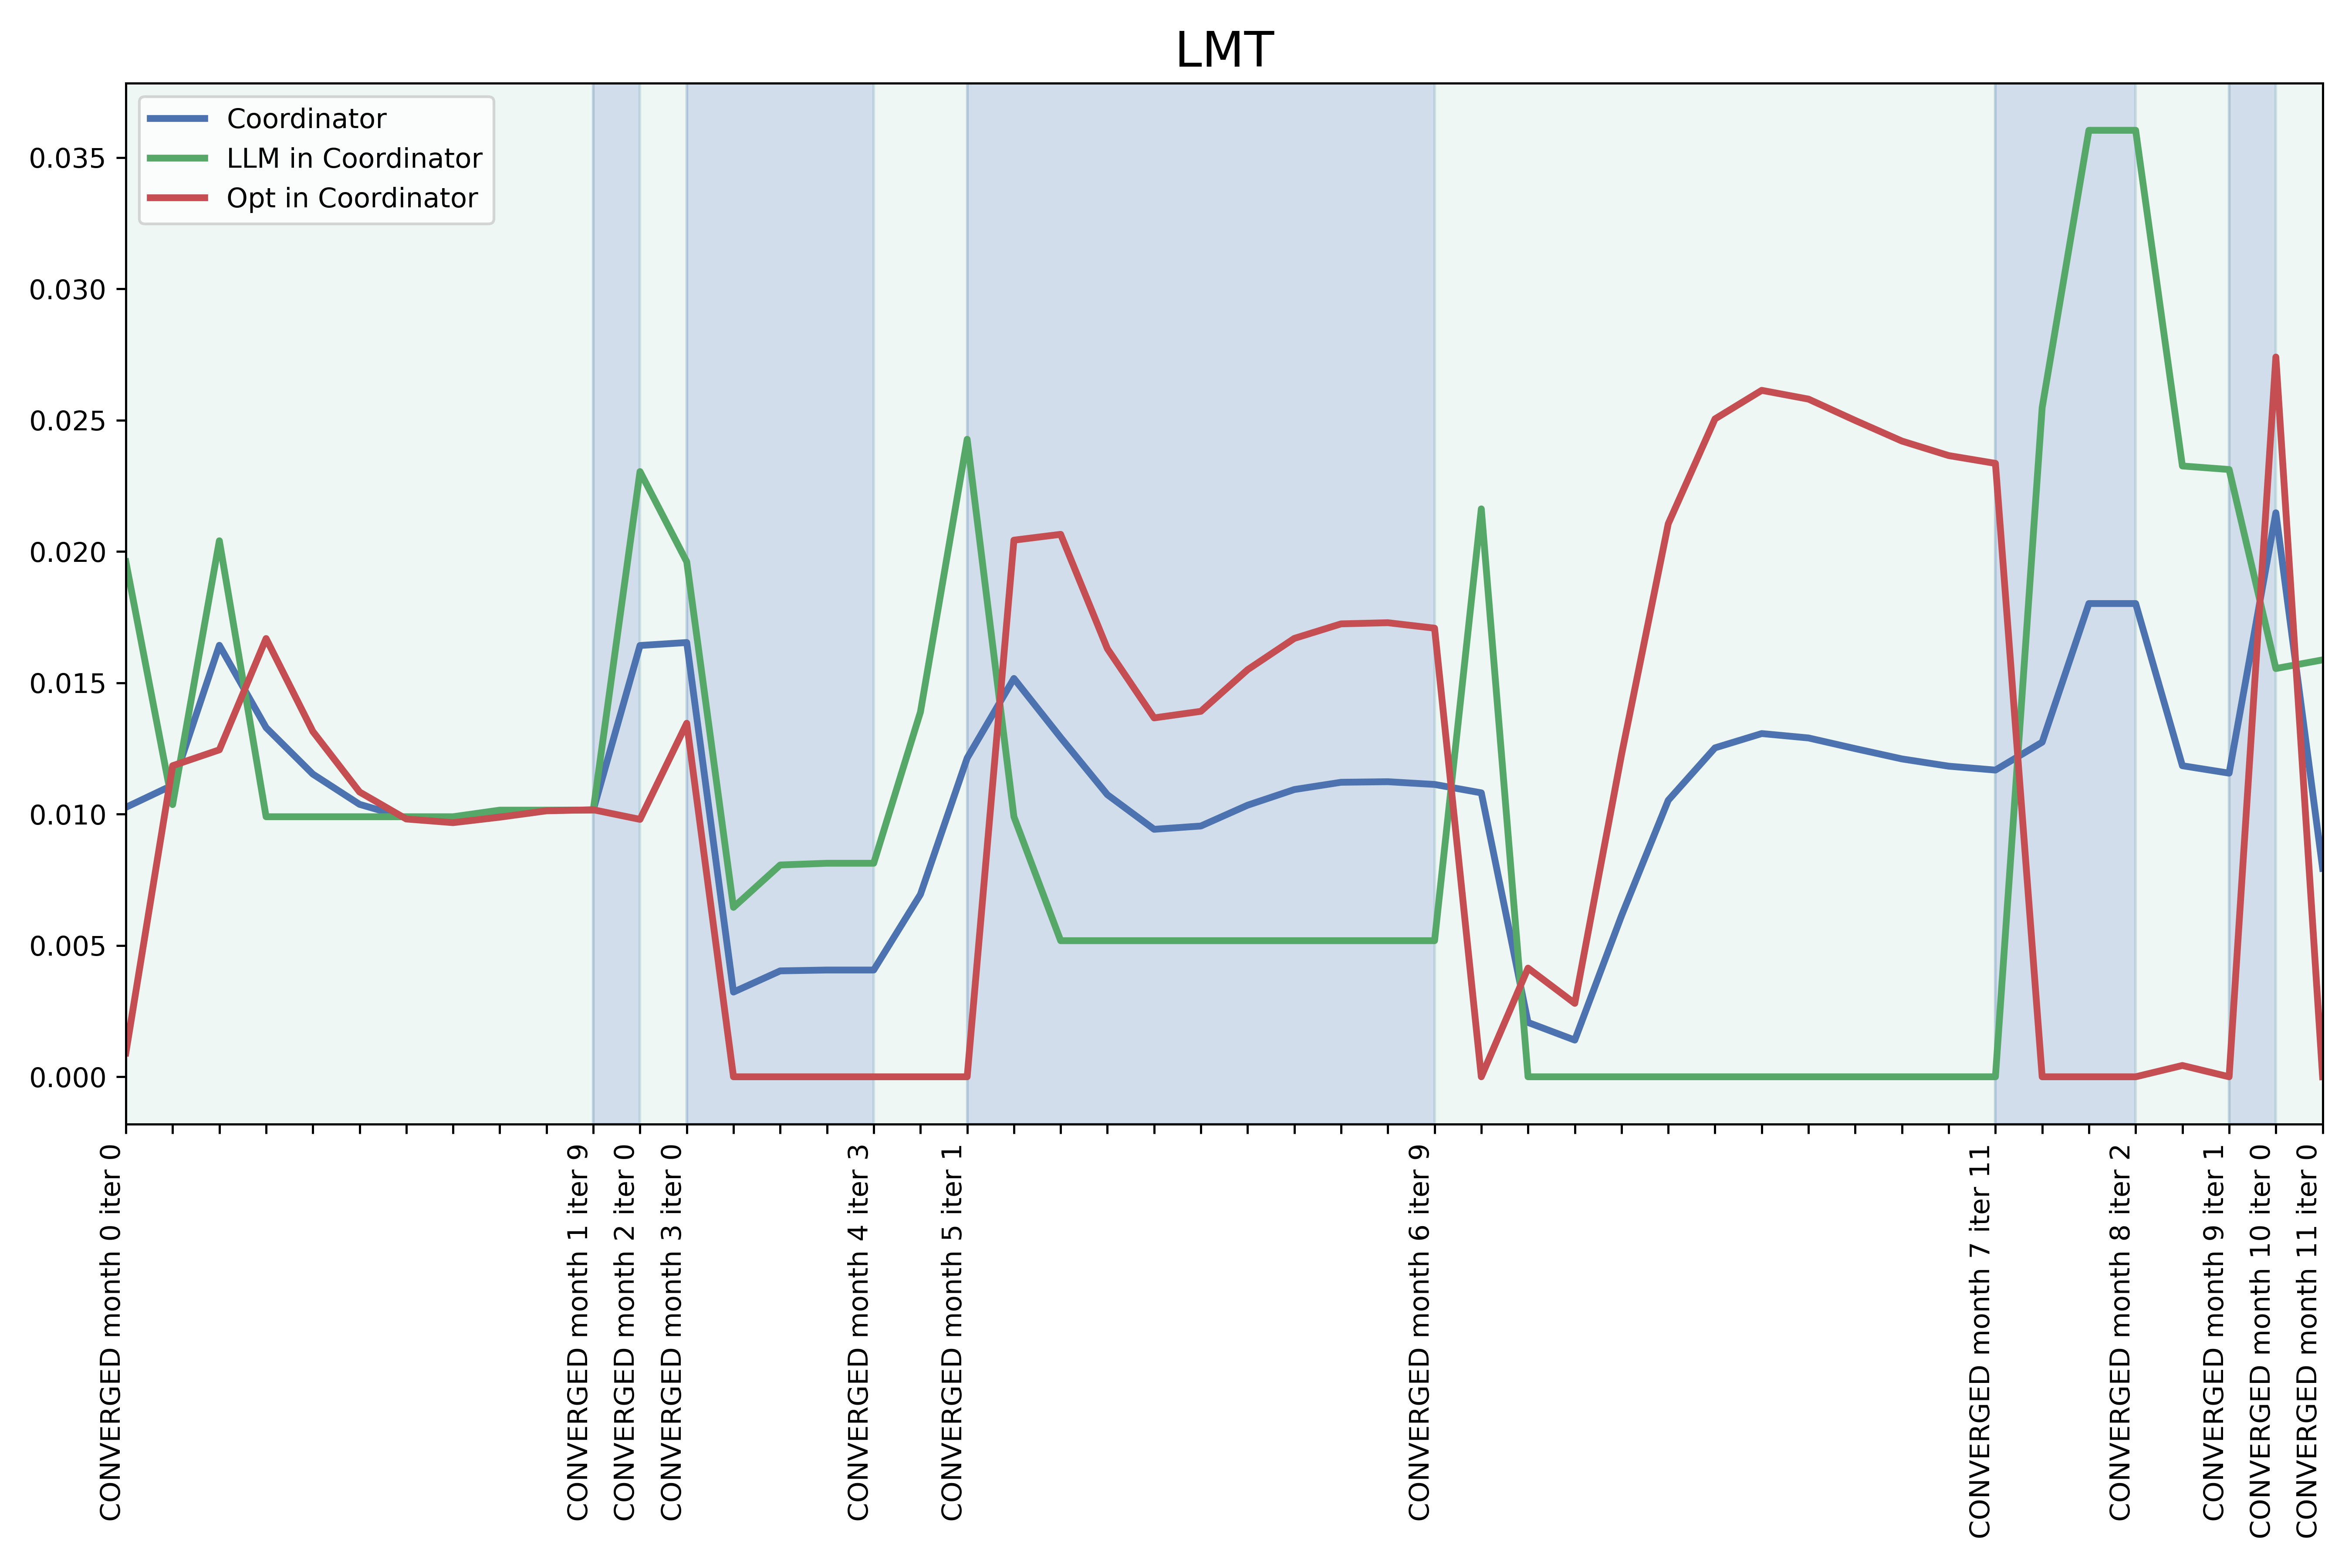 LMT
Coordinator
LLM in Coordinator
Opt in Coordinator
0.035
0.030
0.025
0.020
0.015
0.010
0.005
0.000
CONVERGED month 0 iter 0
CONVERGED month 1 iter 9
CONVERGED month 2 iter 0
CONVERGED month 3 iter 0
CONVERGED month 4 iter 3
CONVERGED month 5 iter 1
CONVERGED month 6 iter 9
CONVERGED month 7 iter 11
CONVERGED month 8 iter 2
CONVERGED month 9 iter 1
CONVERGED month 10 iter 0
CONVERGED month 11 iter 0